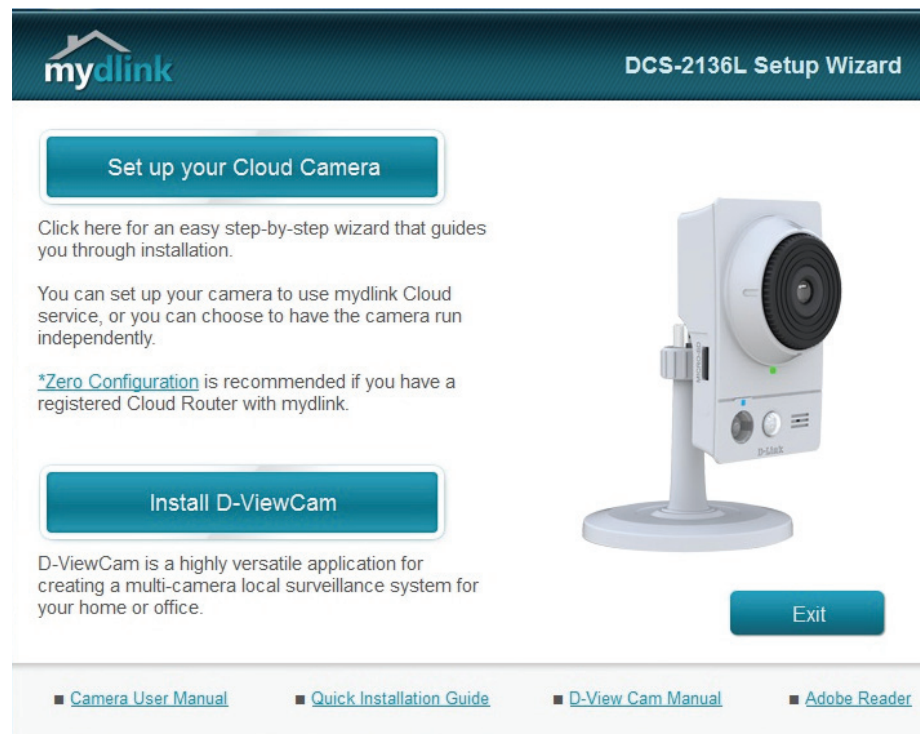 mydlink
DCS-2136L Setup Wizard
Set up your Cloud Camera
Click here for an easy step-by-step wizard that guides
you through installation.
You can set up your camera to use mydlink Cloud
service, or you can choose to have the camera run
independently.
*Zero Configuration is recommended if you have a
registered Cloud Router with mydlink.
Install D-ViewCam
D-ViewCam is a highly versatile application for
creating a multi-camera local surveillance system for
your home or office.
D-Link
Exit
■ Camera User Manual
■ Quick Installation Guide
■ D-View Cam Manual
■ Adobe Reader